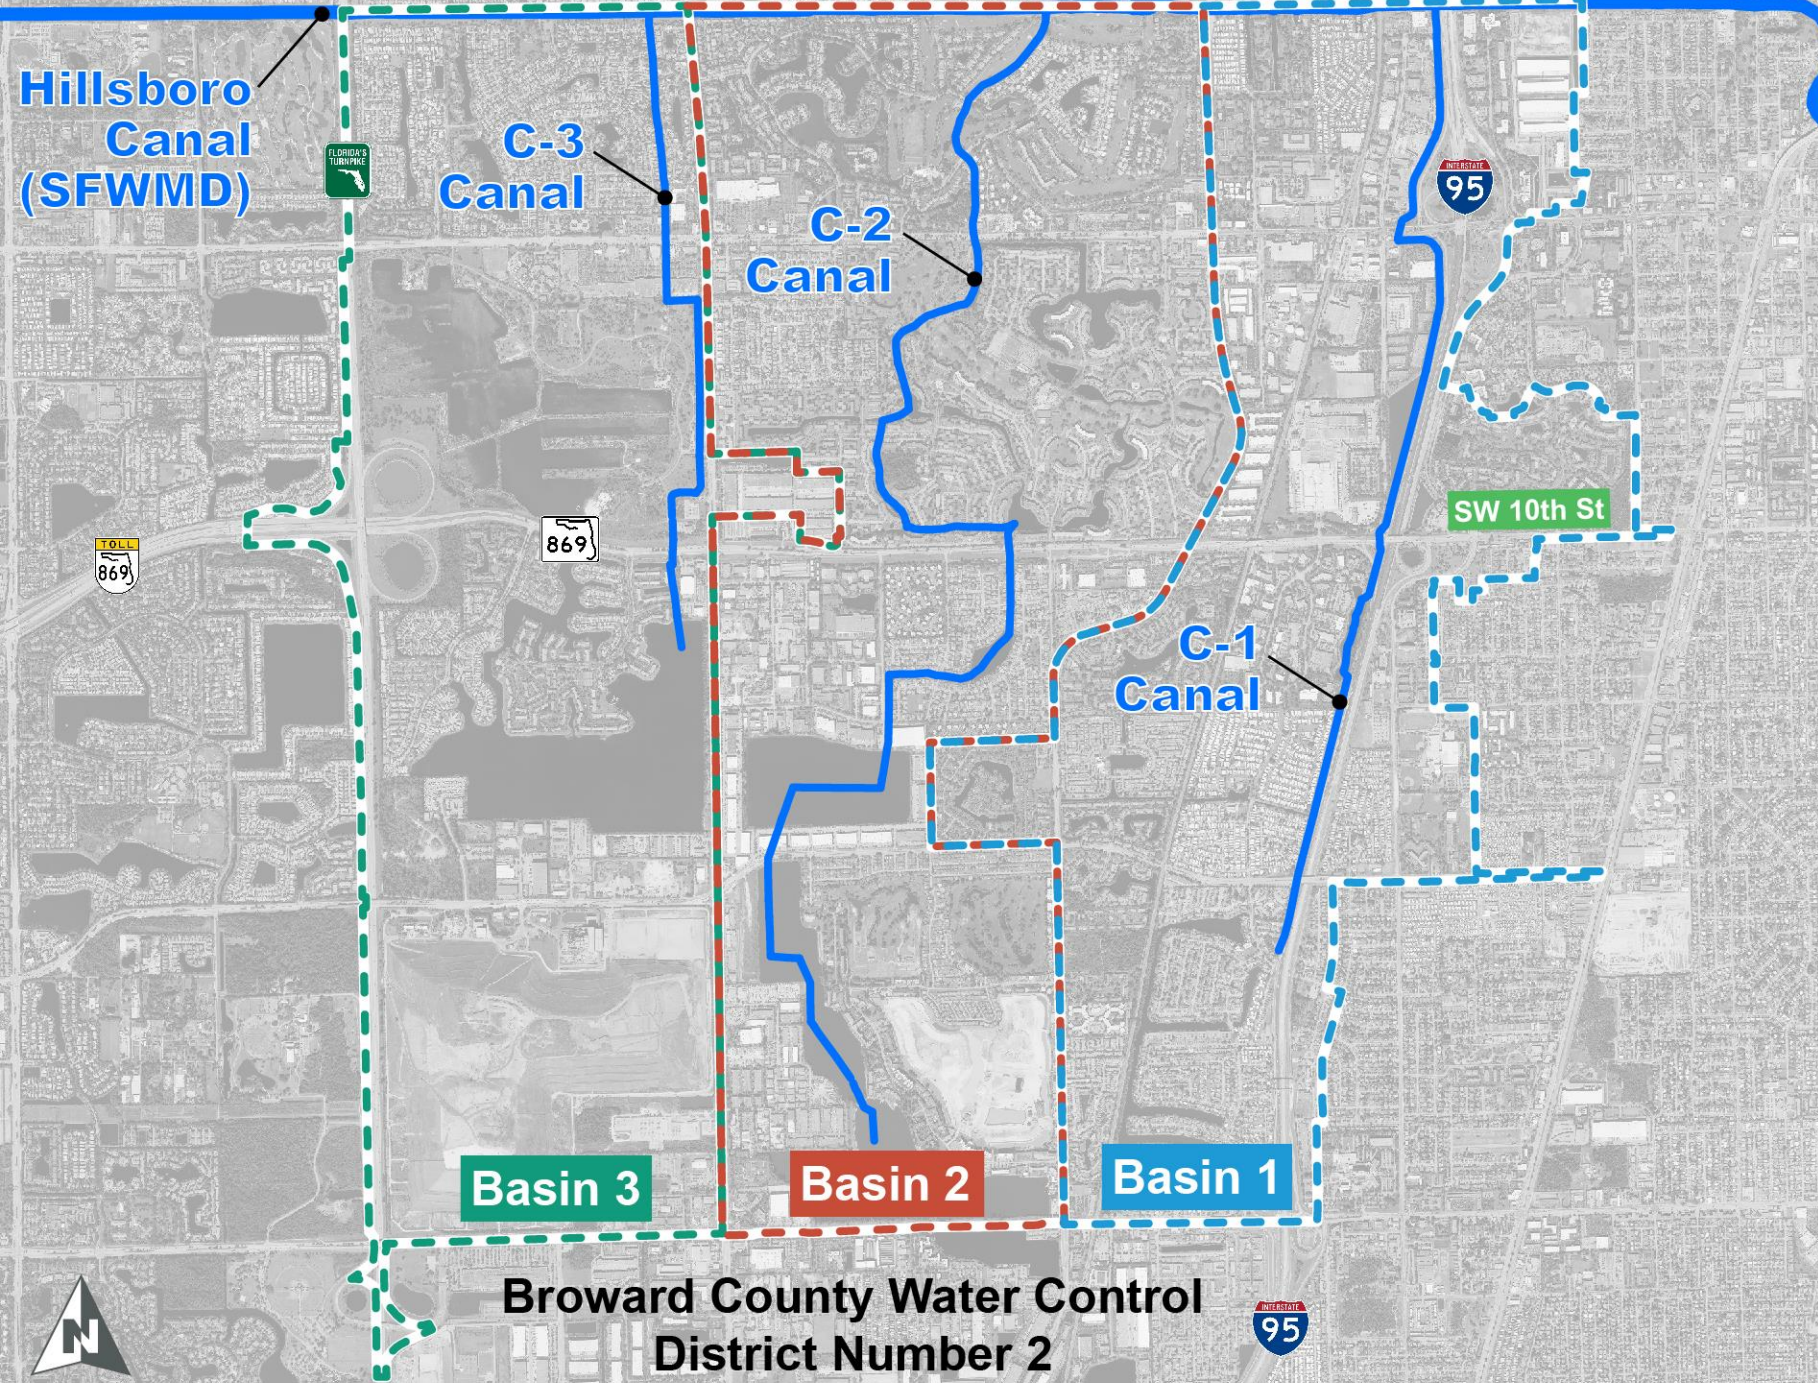 Hillsboro
Canal
(SFWMD)
FLORIDA'S
TURNPIKE
C-3
Canal
C-2
Canal
INTERSTATE
95
SW 10th St
TOLL
869
869
C-1
Canal
Basin 3
Basin 2
Basin 1
Broward County Water Control
District Number 2
INTERSTATE
95
N